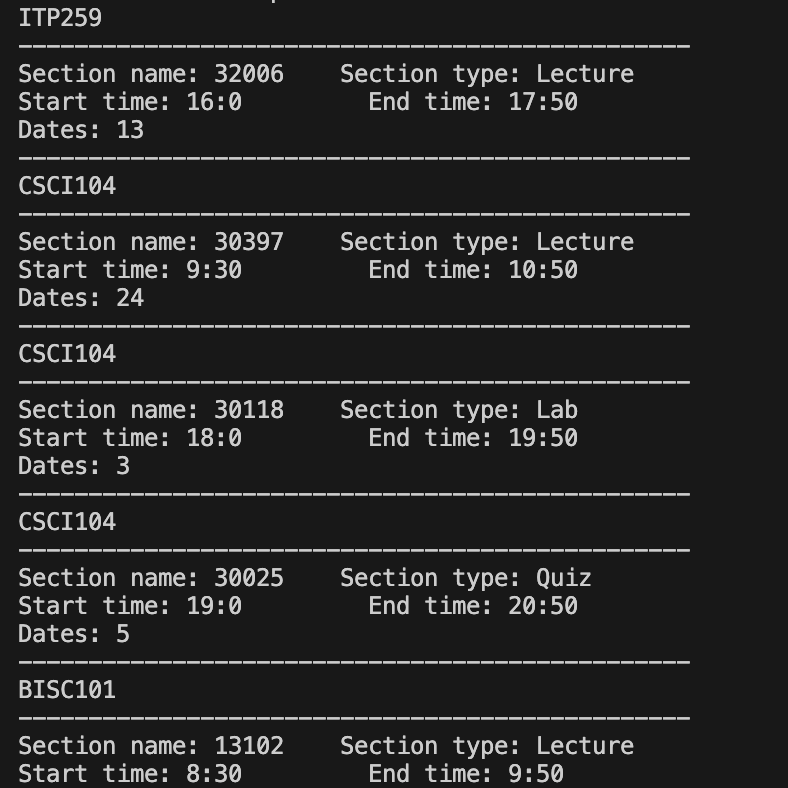 ITP259
------------------------------------------------
Section name: 32006    Section type: Lecture
Start time: 16:0         End time: 17:50
Dates: 13
------------------------------------------------
CSCI104
------------------------------------------------
Section name: 30397    Section type: Lecture
Start time: 9:30         End time: 10:50
Dates: 24
------------------------------------------------
CSCI104
------------------------------------------------
Section name: 30118    Section type: Lab
Start time: 18:0         End time: 19:50
Dates: 3
------------------------------------------------
CSCI104
------------------------------------------------
Section name: 30025    Section type: Quiz
Start time: 19:0         End time: 20:50
Dates: 5
------------------------------------------------
BISC101
------------------------------------------------
Section name: 13102    Section type: Lecture
Start time: 8:30         End time: 9:50